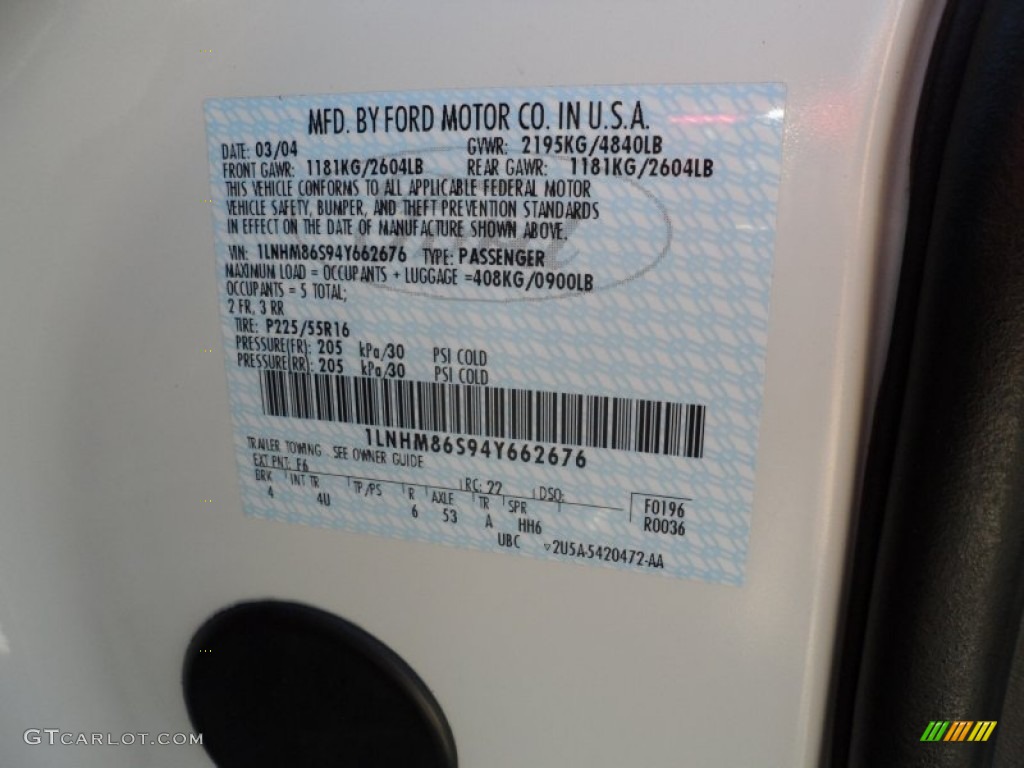 MFD. BY FORD MOTOR CO. IN U.S.A.
DATE: 03/04 GVWR: 2195KG/4840LB
FRONT GAWR: 1181KG/2604LB REAR GAWR: 1181KG/2604LB
THIS VEHICLE CONFORMS TO ALL APPLICABLE FEDERAL MOTOR
VEHICLE SAFETY, BUMPER, AND THEFT PREVENTION STANDARDS
IN EFFECT ON THE DATE OF MANUFACTURE SHOWN ABOVE.
VIN: 1LNHM86S94Y662676 TYPE: PASSENGER
MAXIMUM LOAD = OCCUPANTS + LUGGAGE =408KG/0900LB
OCCUPANTS = 5 TOTAL;
2 FR, 3 RR
TIRE: P225/55R16
PRESSURE(FR): 205 kPa/30 PSI COLD
PRESSURE(RR): 205 kPa/30 PSI COLD
1LNHM86S94Y662676
TRAILER TOWING - SEE OWNER GUIDE
EXT PNT: F6 RC: 22 DSO: F0196
BRK INT TR TP/PS R AXLE TR SPR R0036
4 4U 6 53 A HH6
UBC ▽2U5A-5420472-AA
GTCARLOT.COM